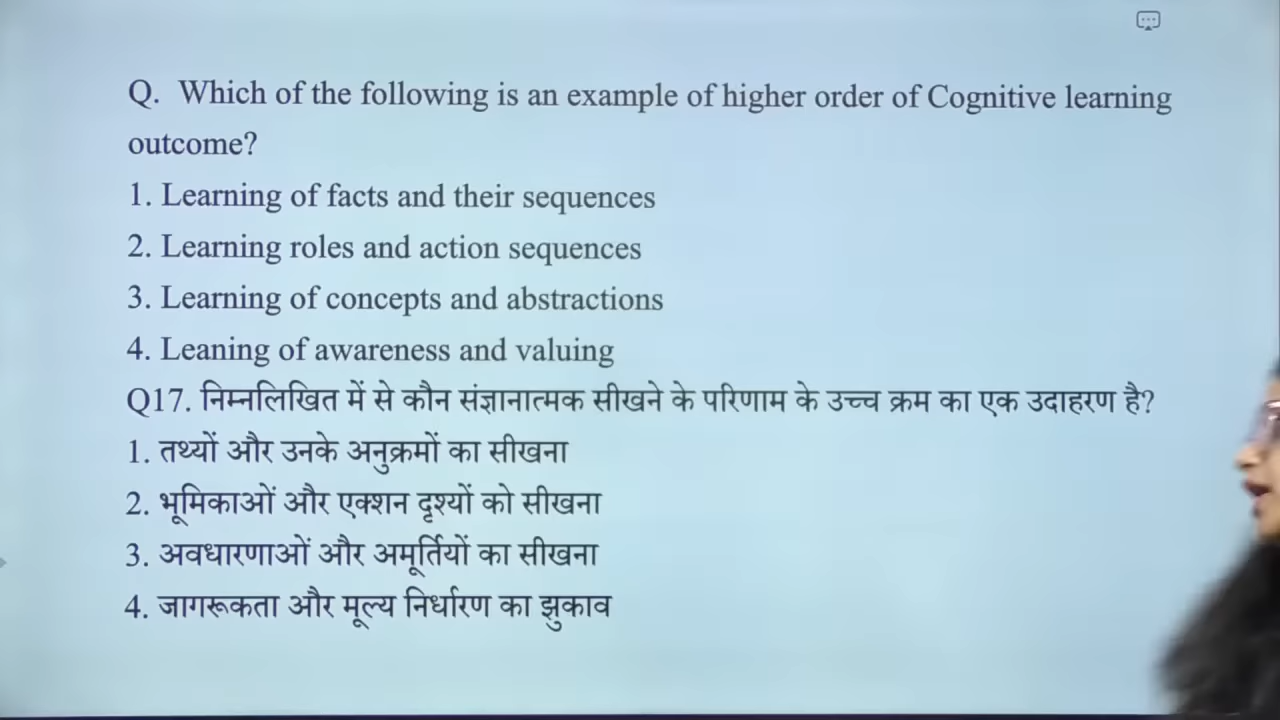 Q. Which of the following is an example of higher order of Cognitive learning
outcome?
1. Learning of facts and their sequences
2. Learning roles and action sequences
3. Learning of concepts and abstractions
4. Leaning of awareness and valuing
Q17. निम्नलिखित में से कौन संज्ञानात्मक सीखने के परिणाम के उच्च क्रम का एक उदाहरण है?
1. तथ्यों और उनके अनुक्रमों का सीखना
2. भूमिकाओं और एक्शन दृश्यों को सीखना
3. अवधारणाओं और अमूर्तियों का सीखना
4. जागरूकता और मूल्य निर्धारण का झुकाव